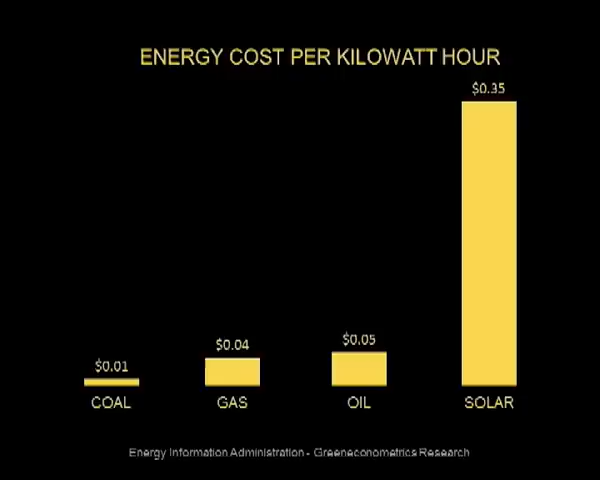 ENERGY COST PER KILOWATT HOUR
$0.35
$0.05
$0.04
$0.01
COAL GAS OIL SOLAR
Energy Information Administration - Greeneconometrics Research